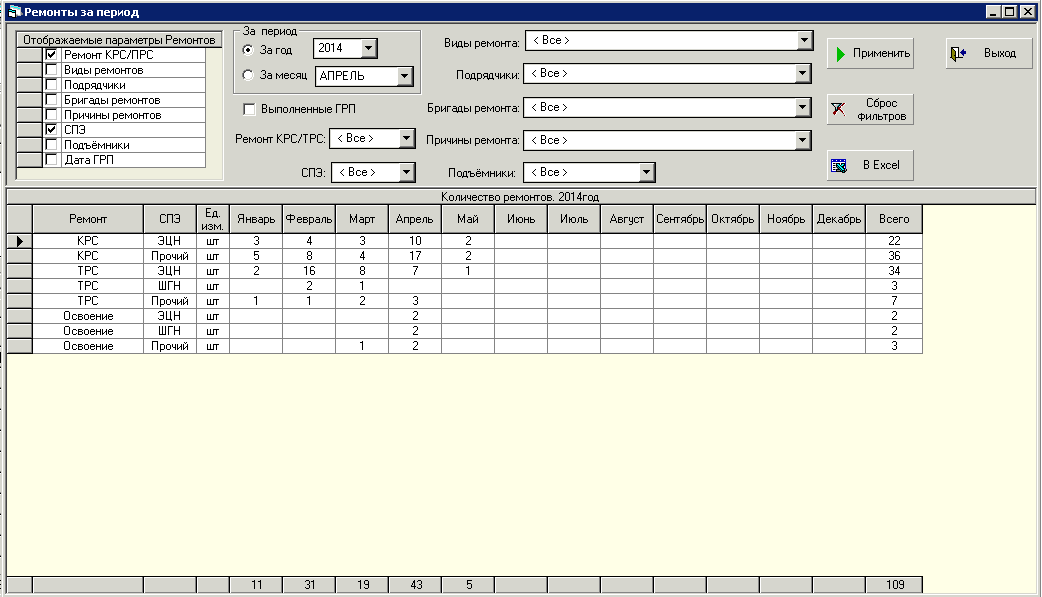 Ремонты за период
Отображаемые параметры Ремонтов
Ремонт КРС/ПРС
Виды ремонтов
Подрядчики
Бригады ремонтов
Причины ремонтов
СПЭ
Подъёмники
Дата ГРП
За период
За год 2014
За месяц АПРЕЛЬ
Выполненные ГРП
Ремонт КРС/ТРС: < Все >
СПЭ: < Все >
Виды ремонта: < Все >
Подрядчики: < Все >
Бригады ремонта: < Все >
Причины ремонта: < Все >
Подъёмники: < Все >
Применить
Сброс
фильтров
В Excel
Выход
Количество ремонтов. 2014год
Ремонт СПЭ Ед. изм. Январь Февраль Март Апрель Май Июнь Июль Август Сентябрь Октябрь Ноябрь Декабрь Всего
КРС ЭЦН шт 3 4 3 10 2 22
КРС Прочий шт 5 8 4 17 2 36
ТРС ЭЦН шт 2 16 8 7 1 34
ТРС ШГН шт 2 1 3
ТРС Прочий шт 1 1 2 3 7
Освоение ЭЦН шт 2 2
Освоение ШГН шт 2 2
Освоение Прочий шт 1 2 3
11 31 19 43 5 109